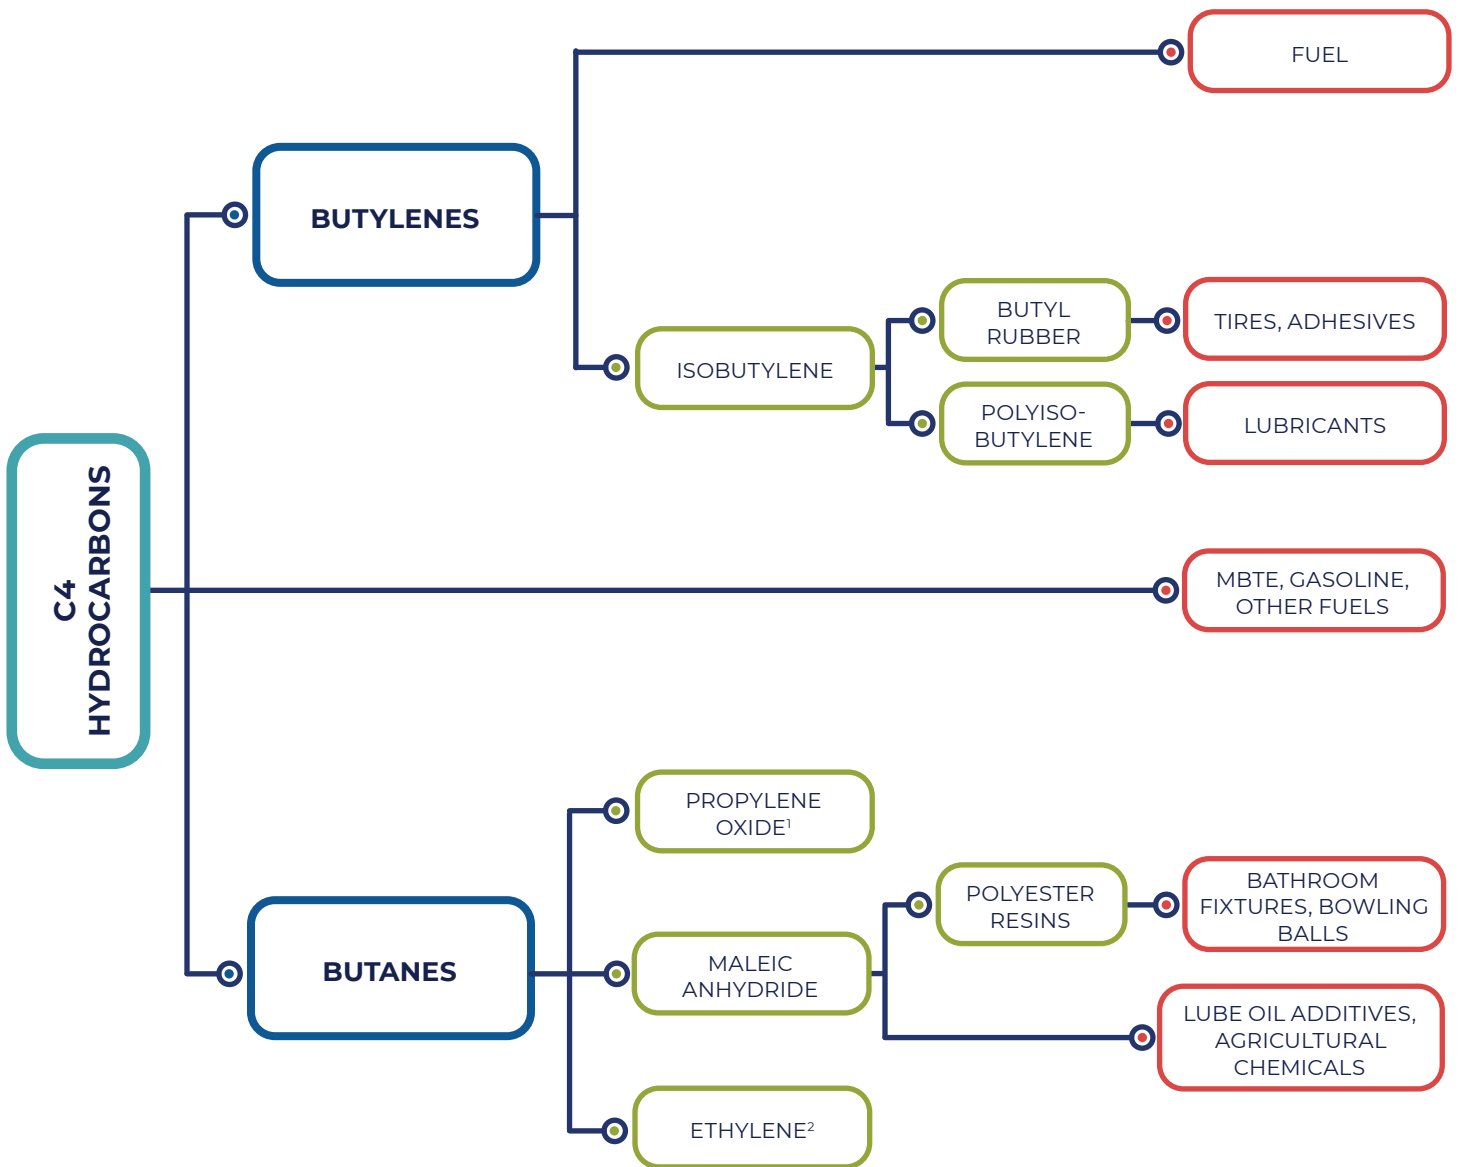 FUEL
BUTYLENES
BUTYL
RUBBER
TIRES, ADHESIVES
ISOBUTYLENE
POLYISO-
BUTYLENE
LUBRICANTS
C4
HYDROCARBONS
MBTE, GASOLINE,
OTHER FUELS
PROPYLENE
OXIDE¹
BUTANES
MALEIC
ANHYDRIDE
POLYESTER
RESINS
BATHROOM
FIXTURES, BOWLING
BALLS
LUBE OIL ADDITIVES,
AGRICULTURAL
CHEMICALS
ETHYLENE²